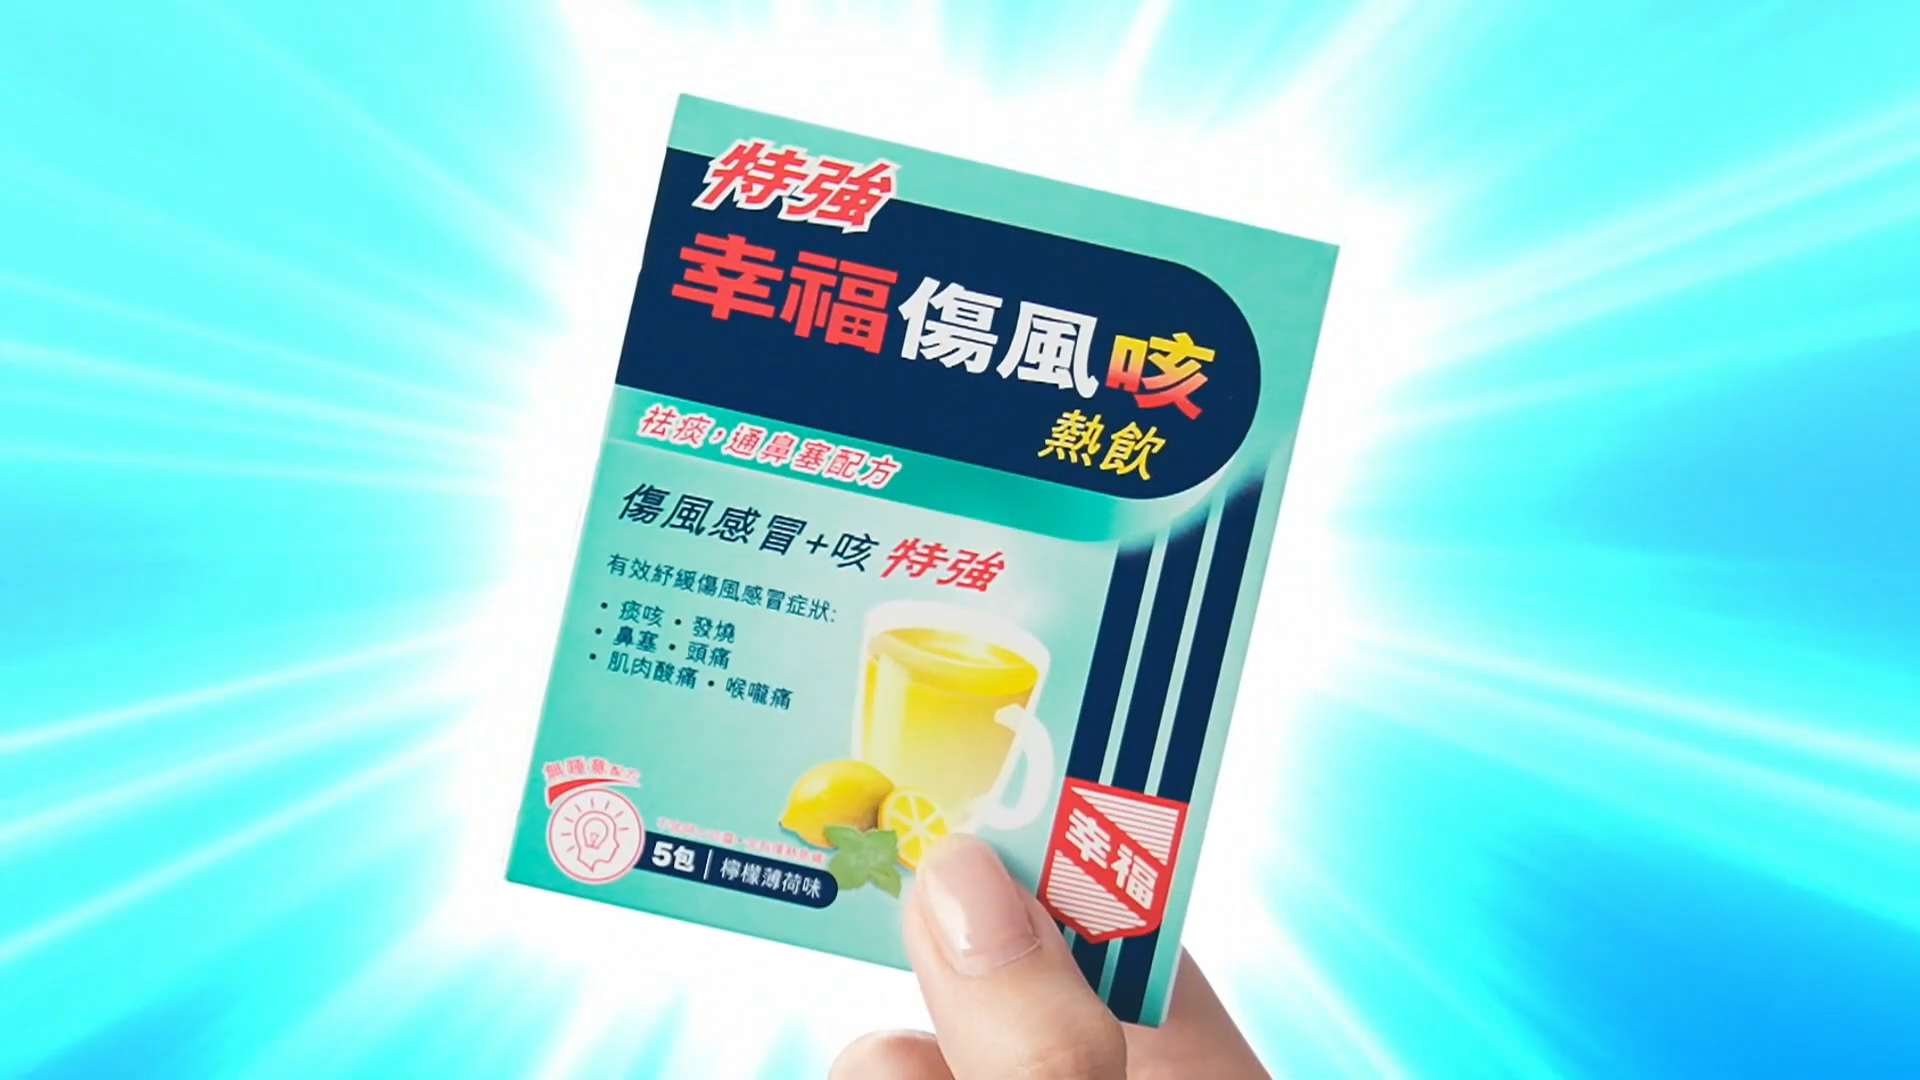 特強
幸福傷風咳
熱飲
祛痰，通鼻塞配方
傷風感冒+咳 特強
有效紓緩傷風感冒症狀:
• 痰咳 • 發燒
• 鼻塞 • 頭痛
• 肌肉酸痛 • 喉嚨痛
無睡意配方
5包 | 檸檬薄荷味
幸福